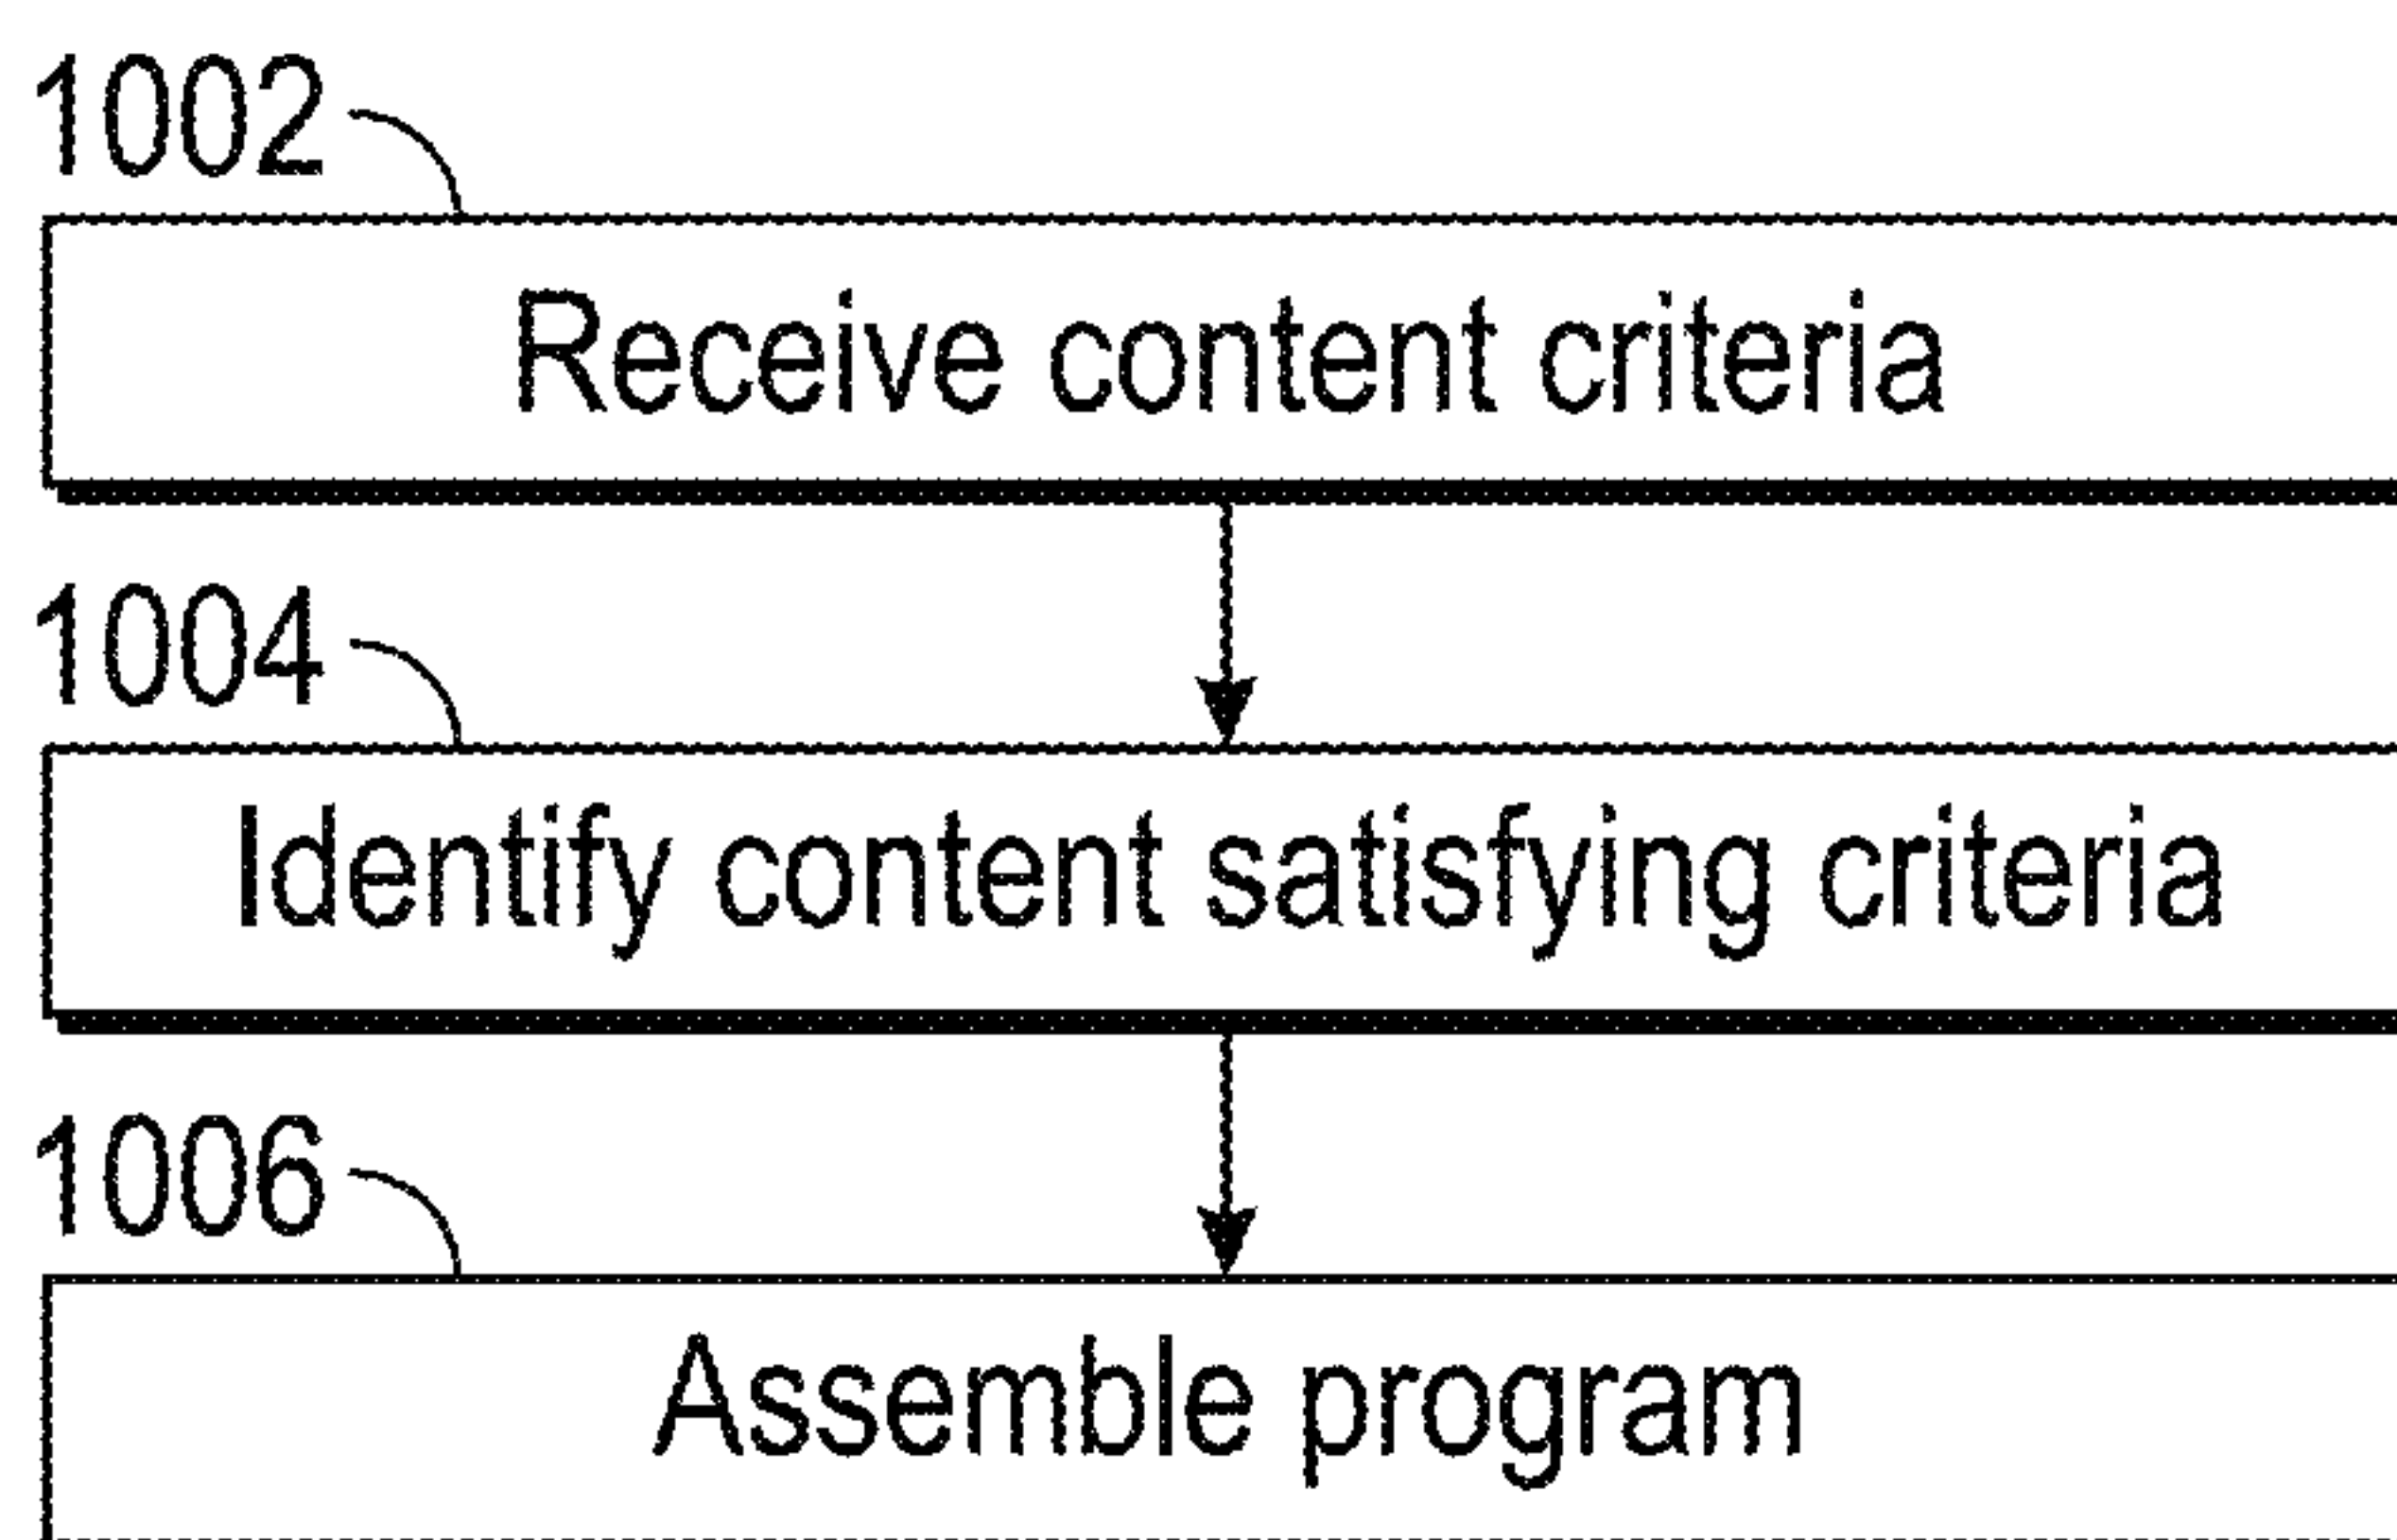 1002
Receive content criteria
1004
Identify content satisfying criteria
1006
Assemble program